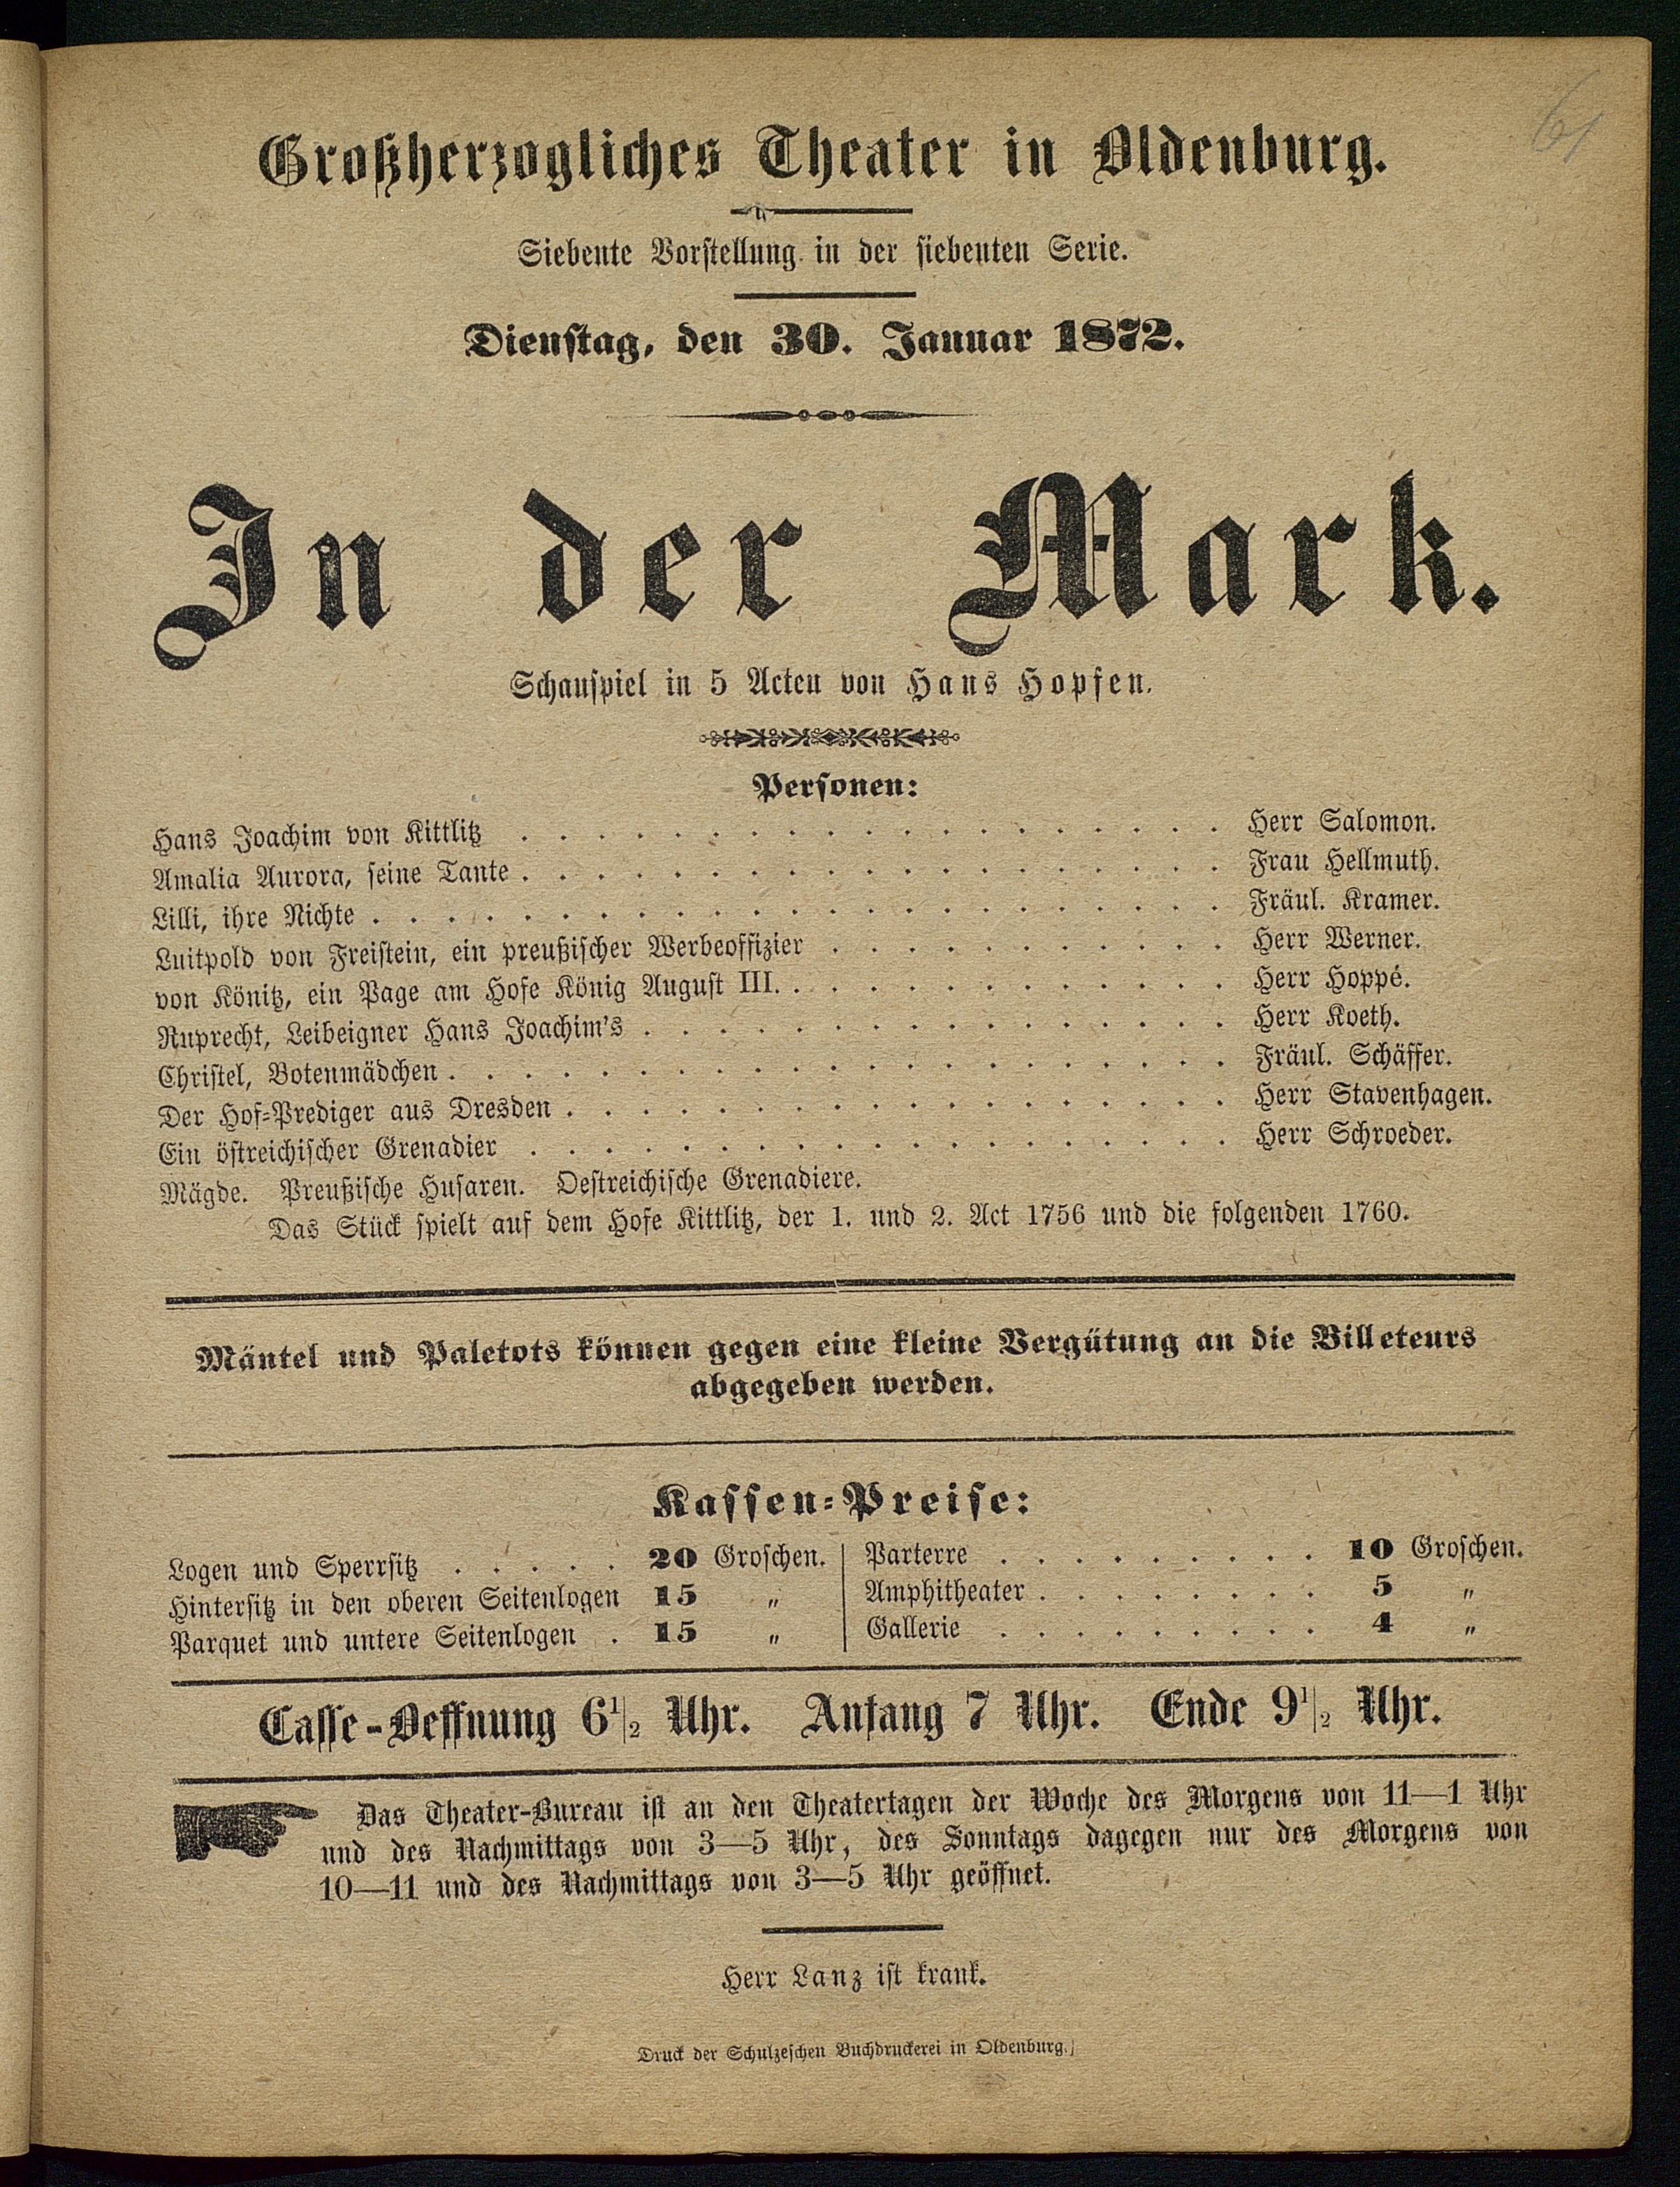 61
Großherzogliches Theater in Oldenburg.
Siebente Vorstellung in der siebenten Serie.
Dienstag, den 30. Januar 1872.
In der Mark.
Schauspiel in 5 Acten von Hans Hopfen.
Personen:
Hans Joachim von Kittlitz . . . . . . . . . . . . . . . . . . . Herr Salomon.
Amalia Aurora, seine Tante . . . . . . . . . . . . . . . . . . . Frau Hellmuth.
Lilli, ihre Nichte . . . . . . . . . . . . . . . . . . . . . . . Fräul. Kramer.
Luitpold von Freistein, ein preußischer Werbeoffizier . . . . . . . . . . . Herr Werner.
von Könitz, ein Page am Hofe König August III. . . . . . . . . . . . . Herr Hoppé.
Ruprecht, Leibeigner Hans Joachim's . . . . . . . . . . . . . . . . Herr Koeth.
Christel, Botenmädchen . . . . . . . . . . . . . . . . . . . . . Fräul. Schäffer.
Der Hof-Prediger aus Dresden . . . . . . . . . . . . . . . . . . Herr Stavenhagen.
Ein östreichischer Grenadier . . . . . . . . . . . . . . . . . . . Herr Schroeder.
Mägde. Preußische Husaren. Oestreichische Grenadiere.
Das Stück spielt auf dem Hofe Kittlitz, der 1. und 2. Act 1756 und die folgenden 1760.
Mäntel und Paletots können gegen eine kleine Vergütung an die Billeteurs
abgegeben werden.
Kassen-Preise:
Logen und Sperrsitz . . . . . 20 Groschen. | Parterre . . . . . . . . . 10 Groschen.
Hintersitz in den oberen Seitenlogen 15 " | Amphitheater . . . . . . . . 5 "
Parquet und untere Seitenlogen . 15 " | Gallerie . . . . . . . . . 4 "
Casse-Oeffnung 6½ Uhr. Anfang 7 Uhr. Ende 9½ Uhr.
Das Theater-Bureau ist an den Theatertagen der Woche des Morgens von 11—1 Uhr
und des Nachmittags von 3—5 Uhr, des Sonntags dagegen nur des Morgens von
10—11 und des Nachmittags von 3—5 Uhr geöffnet.
Herr Lanz ist krank.
Druck der Schulzeschen Buchdruckerei in Oldenburg.